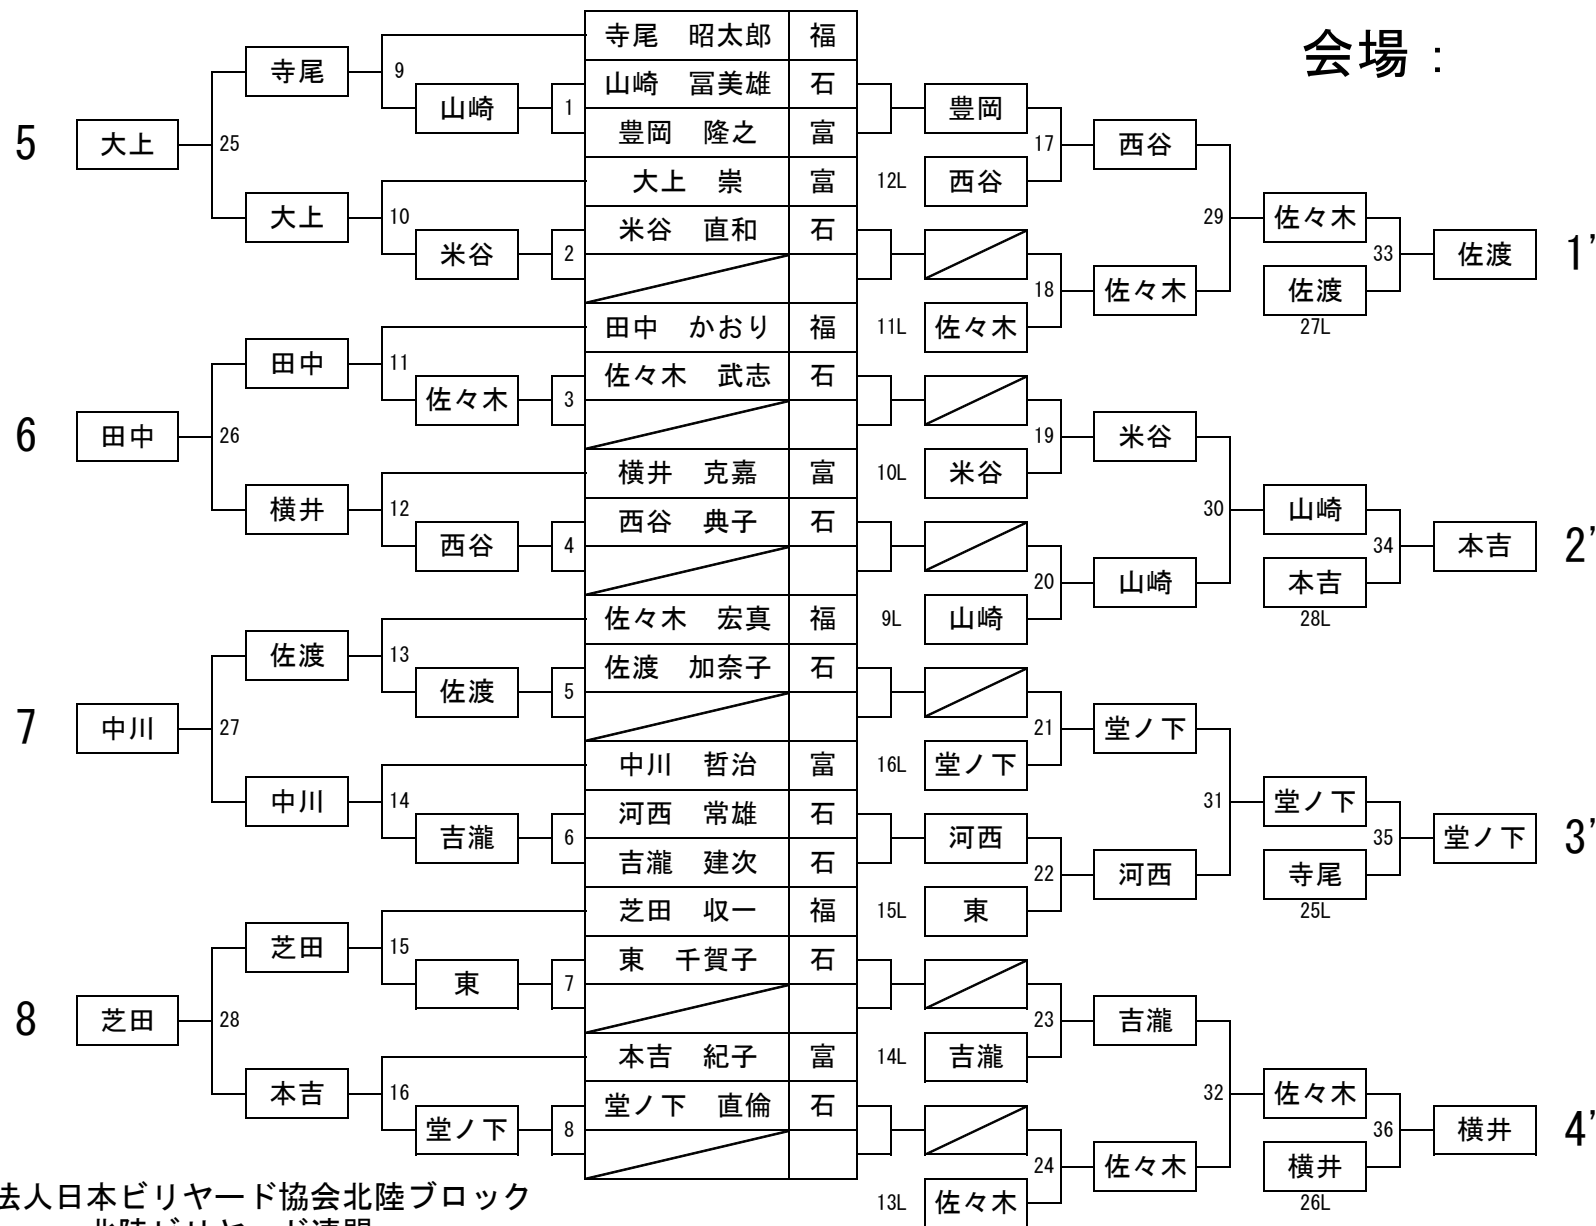 会場：
寺尾　昭太郎 福
寺尾 9
山崎　冨美雄 石
山崎 1 豊岡
豊岡　隆之 富
5 大上 25 17 西谷
大上　崇 富 12L 西谷
大上 10 米谷　直和 石 29 佐々木
米谷 2 33 佐渡 1'
18 佐々木 佐渡
田中　かおり 福 11L 佐々木 27L
田中 11 佐々木　武志 石
佐々木 3
6 田中 26 19 米谷
横井　克嘉 富 10L 米谷
横井 12 西谷　典子 石 30 山崎
西谷 4 34 本吉 2'
20 山崎 本吉
佐々木　宏真 福 9L 山崎 28L
佐渡 13 佐渡　加奈子 石
佐渡 5
7 中川 27 21 堂ノ下
中川　哲治 富 16L 堂ノ下
中川 14 河西　常雄 石 31 堂ノ下
吉瀧 6 河西 35 堂ノ下 3'
吉瀧　建次 石 22 河西 寺尾
芝田　収一 福 15L 東 25L
芝田 15 東　千賀子 石
東 7
8 芝田 28 23 吉瀧
本吉　紀子 富 14L 吉瀧
本吉 16 堂ノ下　直倫 石 32 佐々木
堂ノ下 8 36 横井 4'
24 佐々木 横井
13L 佐々木 26L
法人日本ビリヤード協会北陸ブロック
北陸ビリヤード連盟